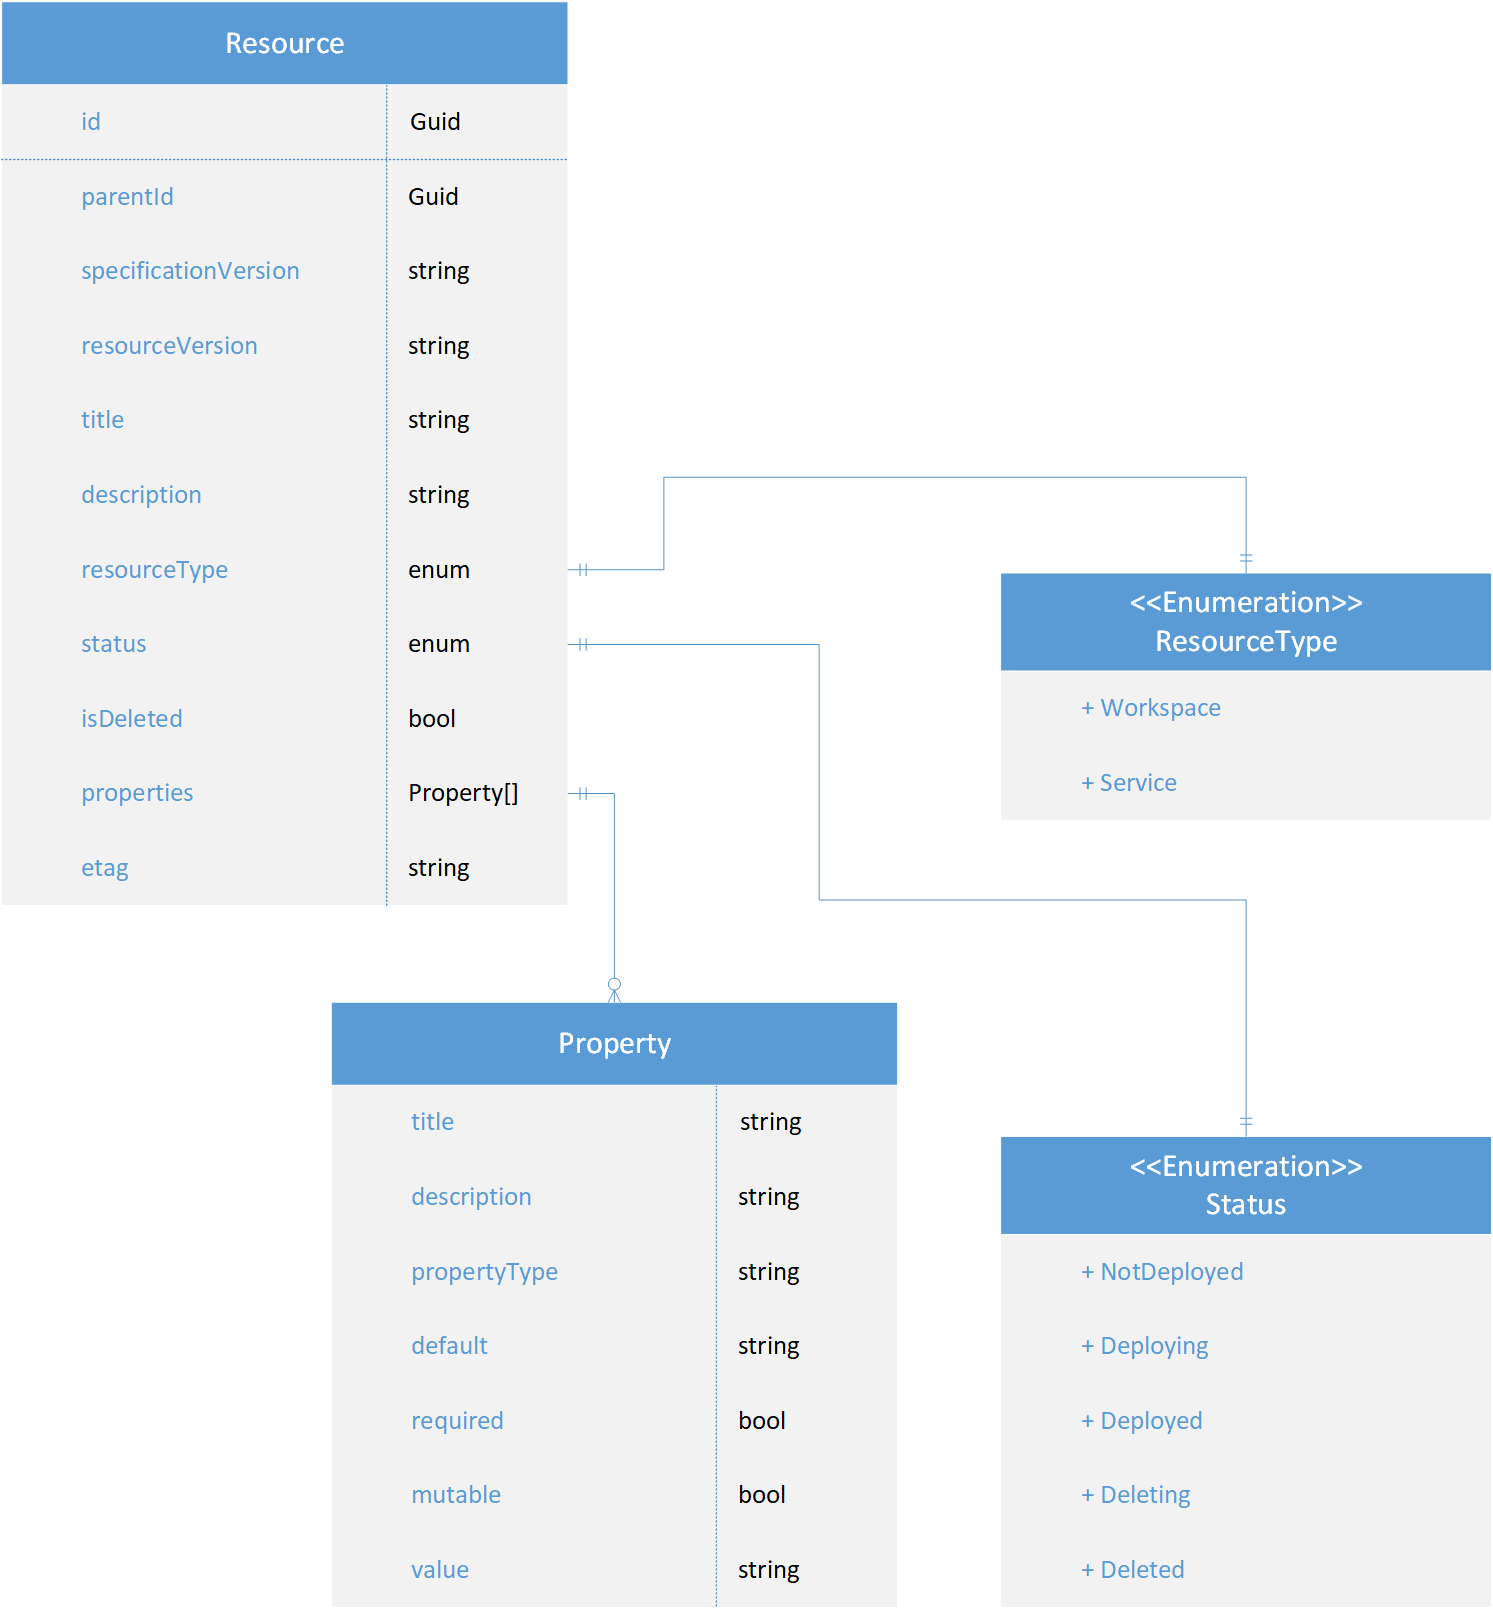 Resource
id Guid
parentId Guid
specificationVersion string
resourceVersion string
title string
description string
resourceType enum
status enum
isDeleted bool
properties Property[]
etag string
<<Enumeration>>
ResourceType
+ Workspace
+ Service
Property
title string
description string
propertyType string
default string
required bool
mutable bool
value string
<<Enumeration>>
Status
+ NotDeployed
+ Deploying
+ Deployed
+ Deleting
+ Deleted